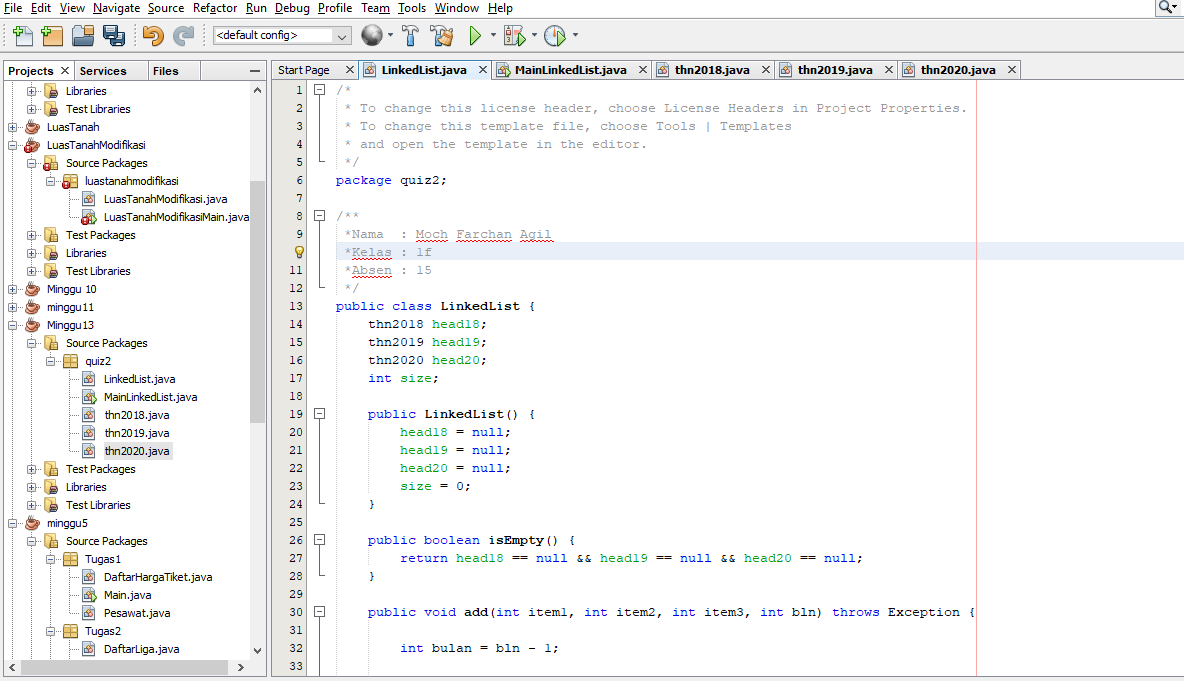 File Edit View Navigate Source Refactor Run Debug Profile Team Tools Window Help
<default config>
Projects Services Files
Libraries
Test Libraries
LuasTanah
LuasTanahModifikasi
Source Packages
luastanahmodifikasi
LuasTanahModifikasi.java
LuasTanahModifikasiMain.java
Test Packages
Libraries
Test Libraries
Minggu 10
minggu11
Minggu13
Source Packages
quiz2
LinkedList.java
MainLinkedList.java
thn2018.java
thn2019.java
thn2020.java
Test Packages
Libraries
Test Libraries
minggu5
Source Packages
Tugas1
DaftarHargaTiket.java
Main.java
Pesawat.java
Tugas2
DaftarLiga.java
Start Page LinkedList.java MainLinkedList.java thn2018.java thn2019.java thn2020.java
1 /*
2 * To change this license header, choose License Headers in Project Properties.
3 * To change this template file, choose Tools | Templates
4 * and open the template in the editor.
5 */
6 package quiz2;
7
8 /**
9 *Nama : Moch Farchan Agil
*Kelas : 1f
11 *Absen : 15
12 */
13 public class LinkedList {
14 thn2018 head18;
15 thn2019 head19;
16 thn2020 head20;
17 int size;
18
19 public LinkedList() {
20 head18 = null;
21 head19 = null;
22 head20 = null;
23 size = 0;
24 }
25
26 public boolean isEmpty() {
27 return head18 == null && head19 == null && head20 == null;
28 }
29
30 public void add(int item1, int item2, int item3, int bln) throws Exception {
31
32 int bulan = bln - 1;
33